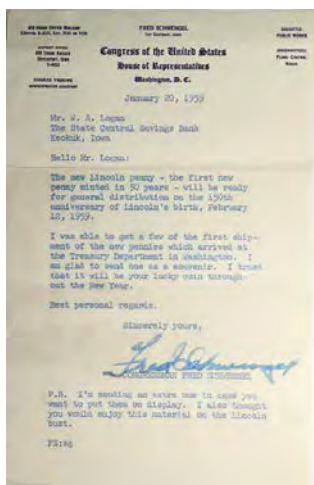 FRED SCHWENGEL
Congress of the United States
House of Representatives
Washington, D. C.
COMMITTEE:
PUBLIC WORKS
January 20, 1959
Mr. W. A. Logan
The State Central Savings Bank
Keokuk, Iowa
Hello Mr. Logan:
The new Lincoln penny - the first new
penny minted in 50 years - will be ready
for general distribution on the 150th
anniversary of Lincoln's birth, February
12, 1959.
I was able to get a few of the first ship-
ment of the new pennies which arrived at
the Treasury Department in Washington. I
am glad to send one as a souvenir. I trust
that it will be your lucky coin through-
out the New Year.
Best personal regards.
Sincerely yours,
Fred Schwengel
CONGRESSMAN FRED SCHWENGEL
P.S. I'm sending an extra one in case you
want to put them on display. I also thought
you would enjoy this material on the Lincoln
bust.